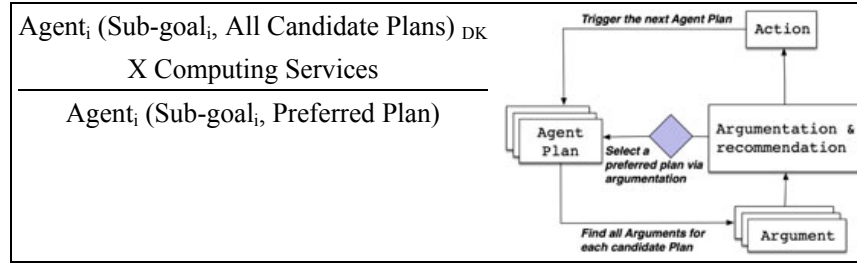 Agentᵢ (Sub-goalᵢ, All Candidate Plans) DK
X Computing Services
Agentᵢ (Sub-goalᵢ, Preferred Plan)
Trigger the next Agent Plan
Action
Agent
Plan
Select a
preferred plan via
argumentation
Argumentation &
recommendation
Find all Arguments for
each candidate Plan
Argument